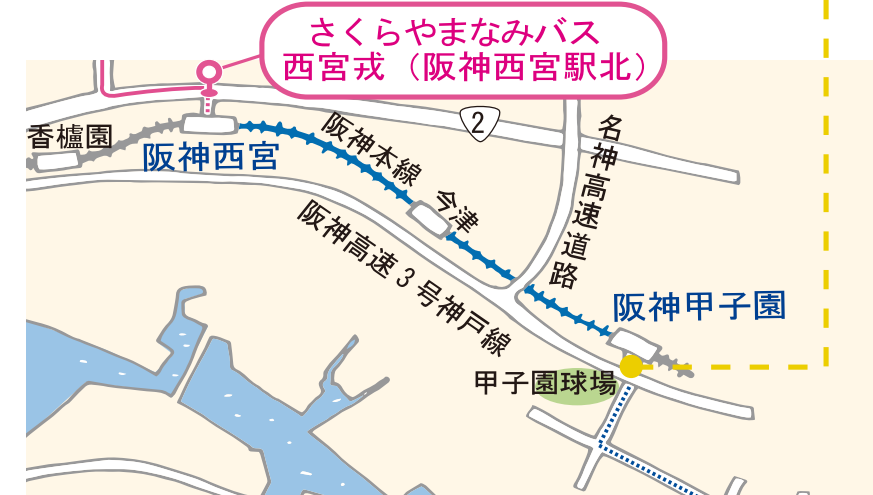 さくらやまなみバス
西宮戎（阪神西宮駅北）
2
香櫨園
阪神西宮
阪神本線
今津
名神高速道路
阪神高速3号神戸線
阪神甲子園
甲子園球場